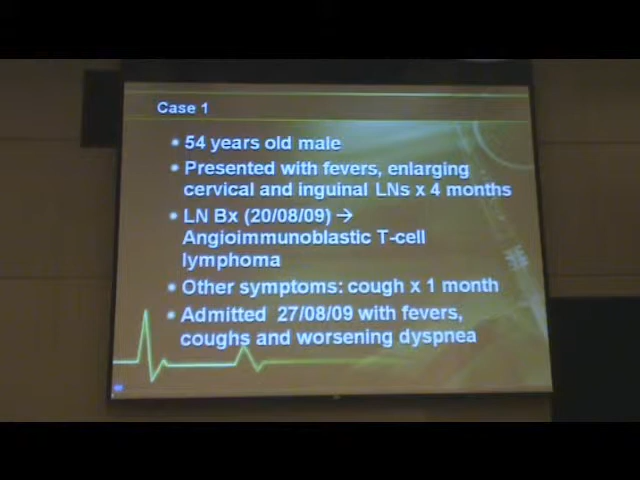 Case 1
• 54 years old male
• Presented with fevers, enlarging
cervical and inguinal LNs x 4 months
• LN Bx (20/08/09) →
Angioimmunoblastic T-cell
lymphoma
• Other symptoms: cough x 1 month
• Admitted 27/08/09 with fevers,
coughs and worsening dyspnea